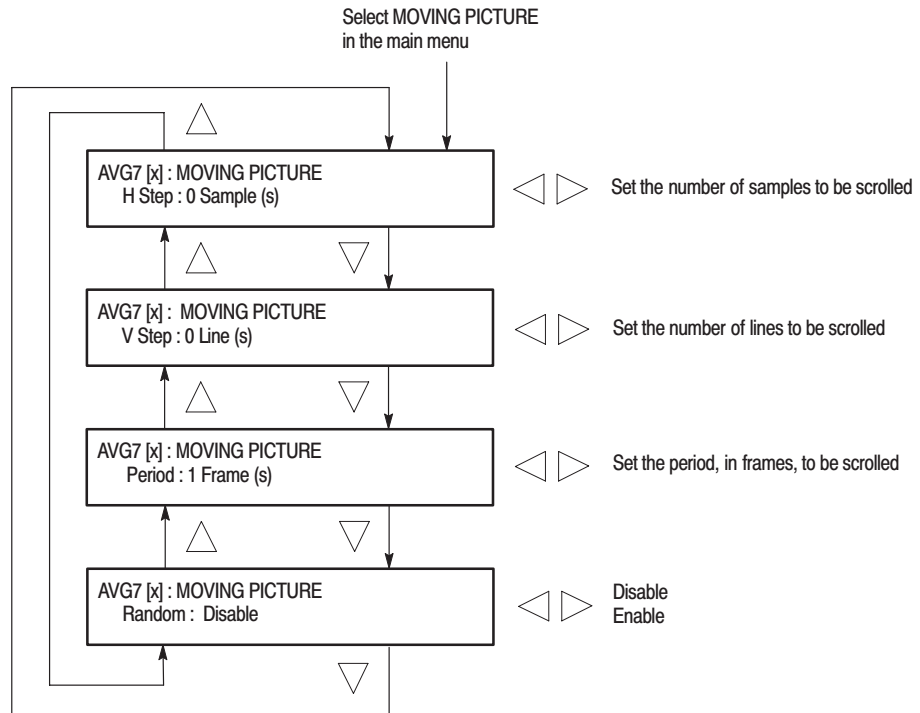 Select MOVING PICTURE
in the main menu
AVG7 [x] : MOVING PICTURE
H Step : 0 Sample (s)
Set the number of samples to be scrolled
AVG7 [x] : MOVING PICTURE
V Step : 0 Line (s)
Set the number of lines to be scrolled
AVG7 [x] : MOVING PICTURE
Period : 1 Frame (s)
Set the period, in frames, to be scrolled
AVG7 [x] : MOVING PICTURE
Random : Disable
Disable
Enable